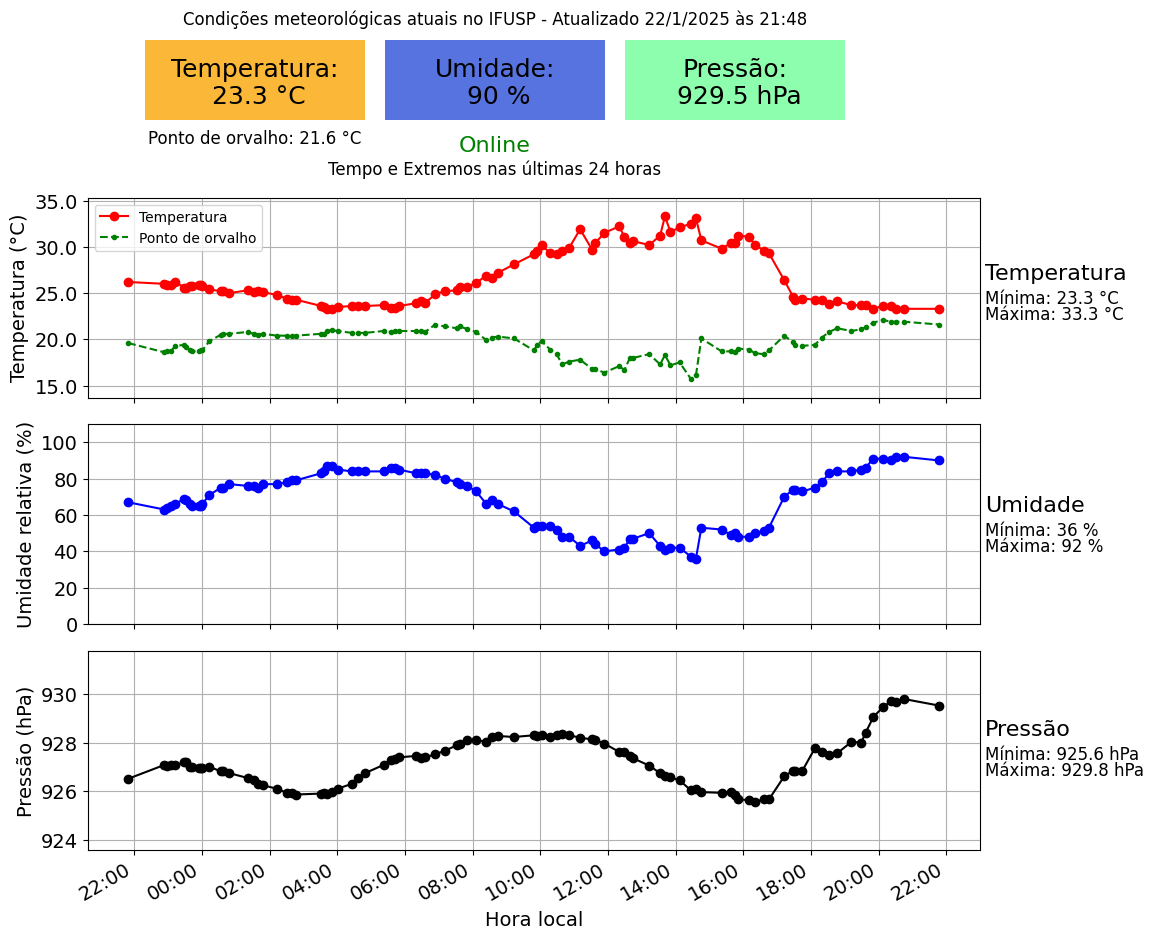 Condições meteorológicas atuais no IFUSP - Atualizado 22/1/2025 às 21:48
Temperatura:
23.3 °C
Umidade:
90 %
Pressão:
929.5 hPa
Ponto de orvalho: 21.6 °C
Online
Tempo e Extremos nas últimas 24 horas
Temperatura (°C)
35.0
30.0
25.0
20.0
15.0
Temperatura
Ponto de orvalho
Temperatura
Mínima: 23.3 °C
Máxima: 33.3 °C
Umidade relativa (%)
100
80
60
40
20
0
Umidade
Mínima: 36 %
Máxima: 92 %
Pressão (hPa)
930
928
926
924
Pressão
Mínima: 925.6 hPa
Máxima: 929.8 hPa
22:00 00:00 02:00 04:00 06:00 08:00 10:00 12:00 14:00 16:00 18:00 20:00 22:00
Hora local